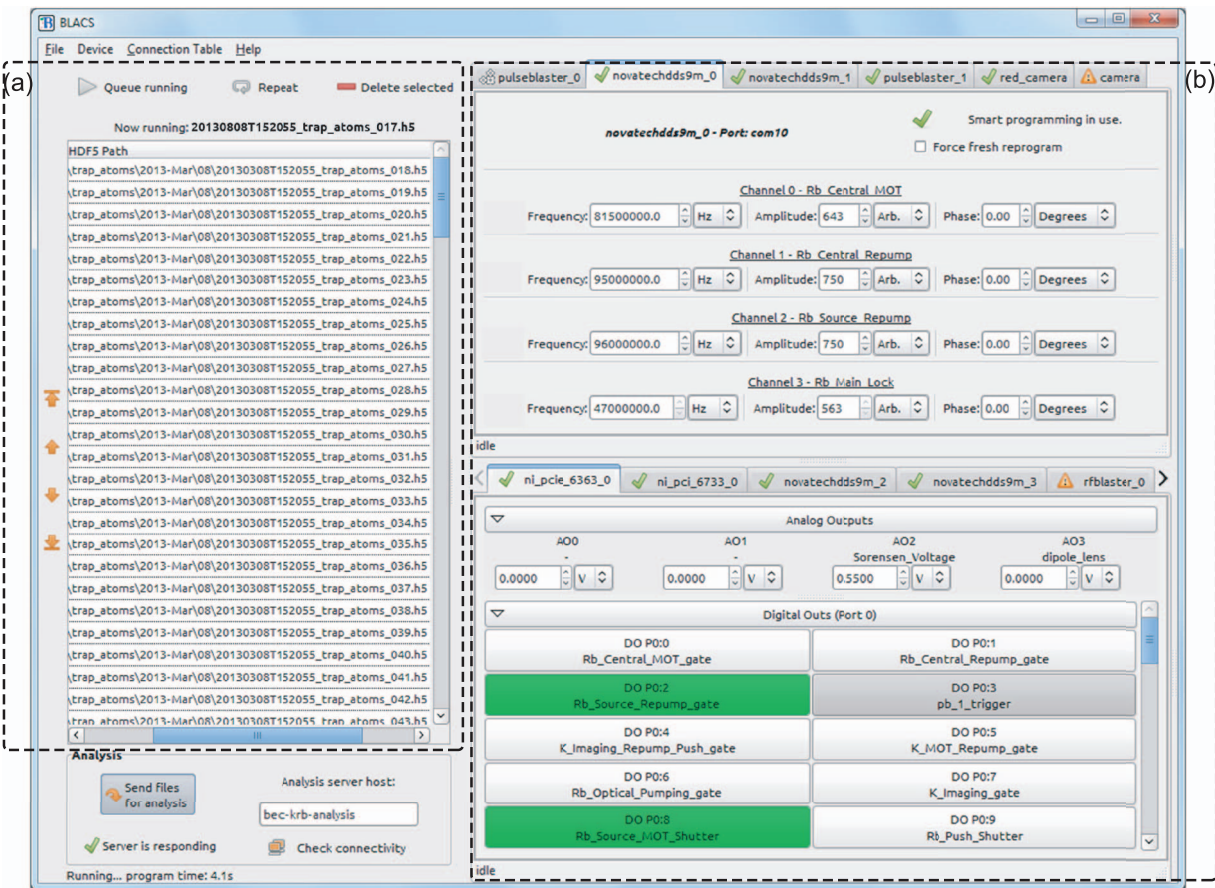 BLACS
File Device Connection Table Help
(a)
Queue running Repeat Delete selected
Now running: 20130808T152055_trap_atoms_017.h5
HDF5 Path
\trap_atoms\2013-Mar\08\20130308T152055_trap_atoms_018.h5
\trap_atoms\2013-Mar\08\20130308T152055_trap_atoms_019.h5
\trap_atoms\2013-Mar\08\20130308T152055_trap_atoms_020.h5
\trap_atoms\2013-Mar\08\20130308T152055_trap_atoms_021.h5
\trap_atoms\2013-Mar\08\20130308T152055_trap_atoms_022.h5
\trap_atoms\2013-Mar\08\20130308T152055_trap_atoms_023.h5
\trap_atoms\2013-Mar\08\20130308T152055_trap_atoms_024.h5
\trap_atoms\2013-Mar\08\20130308T152055_trap_atoms_025.h5
\trap_atoms\2013-Mar\08\20130308T152055_trap_atoms_026.h5
\trap_atoms\2013-Mar\08\20130308T152055_trap_atoms_027.h5
\trap_atoms\2013-Mar\08\20130308T152055_trap_atoms_028.h5
\trap_atoms\2013-Mar\08\20130308T152055_trap_atoms_029.h5
\trap_atoms\2013-Mar\08\20130308T152055_trap_atoms_030.h5
\trap_atoms\2013-Mar\08\20130308T152055_trap_atoms_031.h5
\trap_atoms\2013-Mar\08\20130308T152055_trap_atoms_032.h5
\trap_atoms\2013-Mar\08\20130308T152055_trap_atoms_033.h5
\trap_atoms\2013-Mar\08\20130308T152055_trap_atoms_034.h5
\trap_atoms\2013-Mar\08\20130308T152055_trap_atoms_035.h5
\trap_atoms\2013-Mar\08\20130308T152055_trap_atoms_036.h5
\trap_atoms\2013-Mar\08\20130308T152055_trap_atoms_037.h5
\trap_atoms\2013-Mar\08\20130308T152055_trap_atoms_038.h5
\trap_atoms\2013-Mar\08\20130308T152055_trap_atoms_039.h5
\trap_atoms\2013-Mar\08\20130308T152055_trap_atoms_040.h5
\trap_atoms\2013-Mar\08\20130308T152055_trap_atoms_041.h5
\trap_atoms\2013-Mar\08\20130308T152055_trap_atoms_042.h5
\trap_atoms\2013-Mar\08\20130308T152055_trap_atoms_043.h5
Analysis
Send files
for analysis
Analysis server host:
bec-krb-analysis
Server is responding Check connectivity
Running... program time: 4.1s
(b)
pulseblaster_0 novatechdds9m_0 novatechdds9m_1 pulseblaster_1 red_camera camera
novatechdds9m_0 - Port: com10
Smart programming in use.
Force fresh reprogram
Channel 0 - Rb_Central_MOT
Frequency: 81500000.0 Hz Amplitude: 643 Arb. Phase: 0.00 Degrees
Channel 1 - Rb_Central_Repump
Frequency: 95000000.0 Hz Amplitude: 750 Arb. Phase: 0.00 Degrees
Channel 2 - Rb_Source_Repump
Frequency: 96000000.0 Hz Amplitude: 750 Arb. Phase: 0.00 Degrees
Channel 3 - Rb_Main_Lock
Frequency: 47000000.0 Hz Amplitude: 563 Arb. Phase: 0.00 Degrees
idle
ni_pcie_6363_0 ni_pci_6733_0 novatechdds9m_2 novatechdds9m_3 rfblaster_0
Analog Outputs
AO0 AO1 AO2 AO3
- - Sorensen_Voltage dipole_lens
0.0000 V 0.0000 V 0.5500 V 0.0000 V
Digital Outs (Port 0)
DO P0:0 DO P0:1
Rb_Central_MOT_gate Rb_Central_Repump_gate
DO P0:2 DO P0:3
Rb_Source_Repump_gate pb_1_trigger
DO P0:4 DO P0:5
K_Imaging_Repump_Push_gate K_MOT_Repump_gate
DO P0:6 DO P0:7
Rb_Optical_Pumping_gate K_Imaging_gate
DO P0:8 DO P0:9
Rb_Source_MOT_Shutter Rb_Push_Shutter
idle